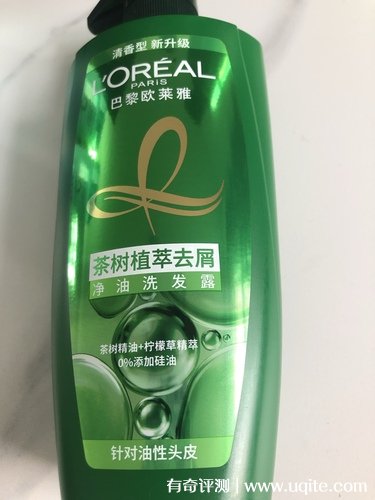 清香型 新升级
L'ORÉAL
PARIS
巴黎欧莱雅
茶树植萃去屑
净油洗发露
茶树精油+柠檬草精萃
0%添加硅油
针对油性头皮
有奇评测 www.uqite.com